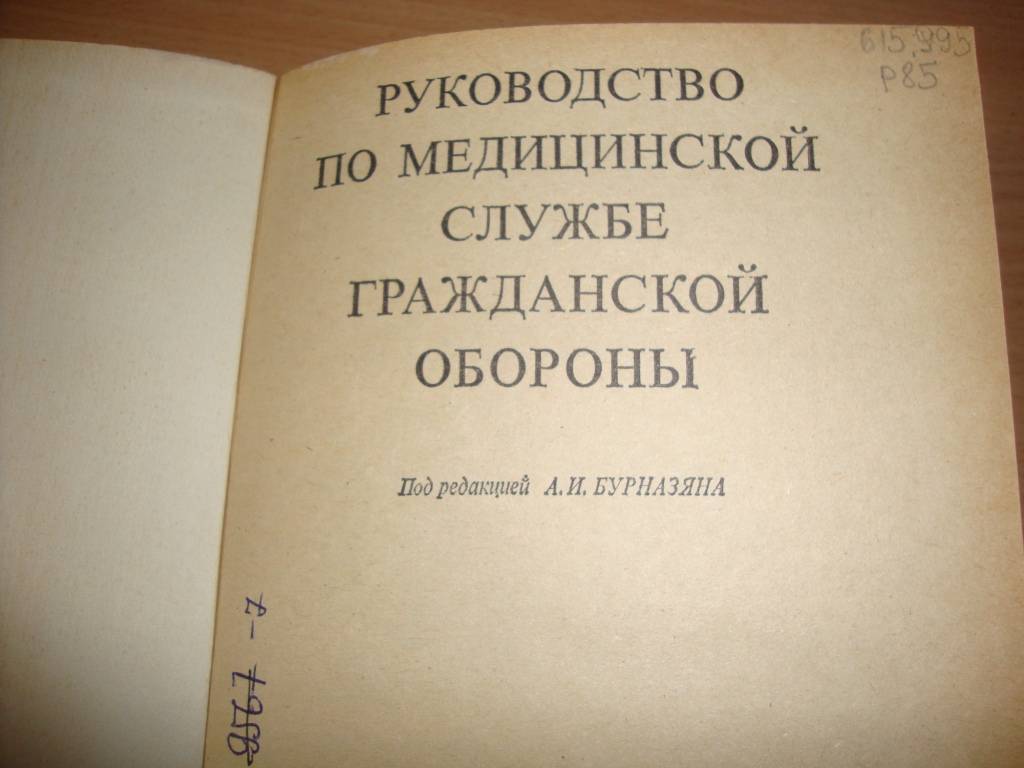 615.995
Р85
РУКОВОДСТВО
ПО МЕДИЦИНСКОЙ
СЛУЖБЕ
ГРАЖДАНСКОЙ
ОБОРОНЫ
Под редакцией А. И. БУРНАЗЯНА